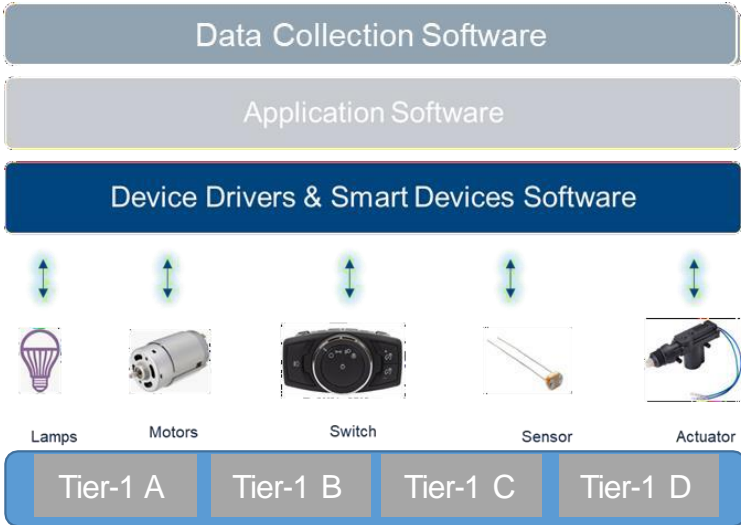 Data Collection Software
Application Software
Device Drivers & Smart Devices Software
Lamps Motors Switch Sensor Actuator
Tier-1 A Tier-1 B Tier-1 C Tier-1 D